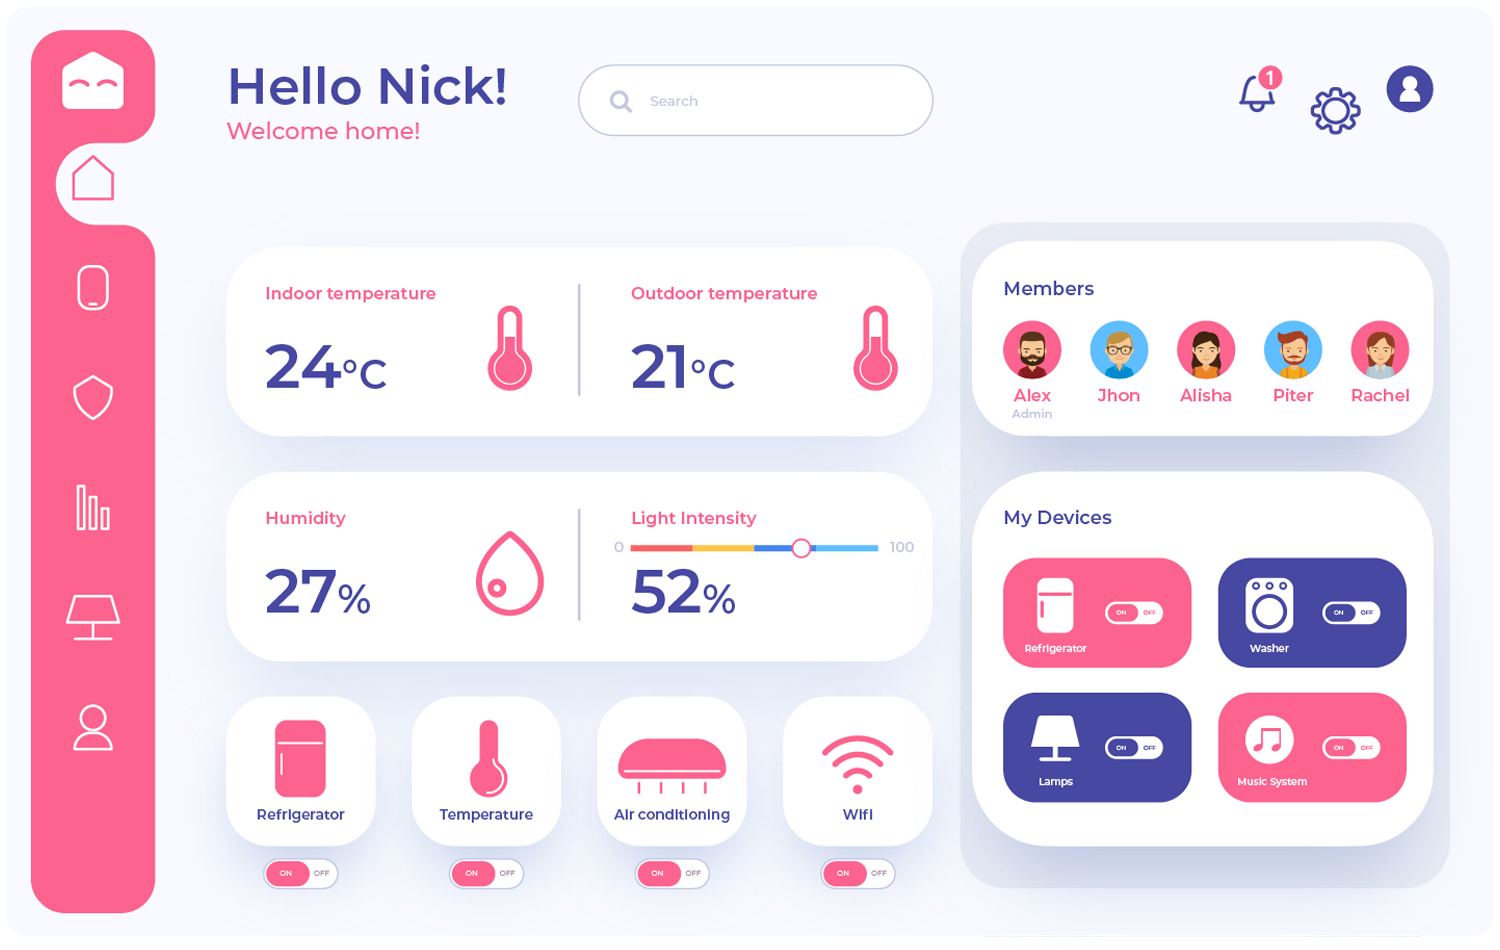 Hello Nick!
Welcome home!
Search
1
Indoor temperature
24°C
Outdoor temperature
21°C
Humidity
27%
Light Intensity
0
100
52%
Refrigerator
ON OFF
Temperature
ON OFF
Air conditioning
ON OFF
Wifi
ON OFF
Members
Alex
Admin
Jhon
Alisha
Piter
Rachel
My Devices
Refrigerator
ON OFF
Washer
ON OFF
Lamps
ON OFF
Music System
ON OFF